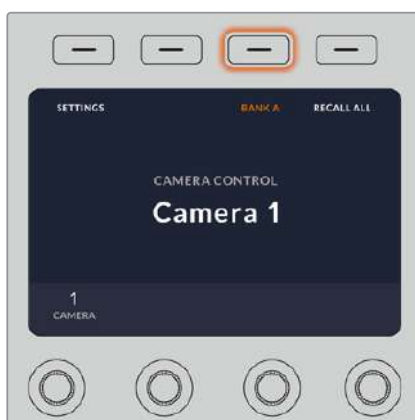 SETTINGS BANK A RECALL ALL
CAMERA CONTROL
Camera 1
1
CAMERA